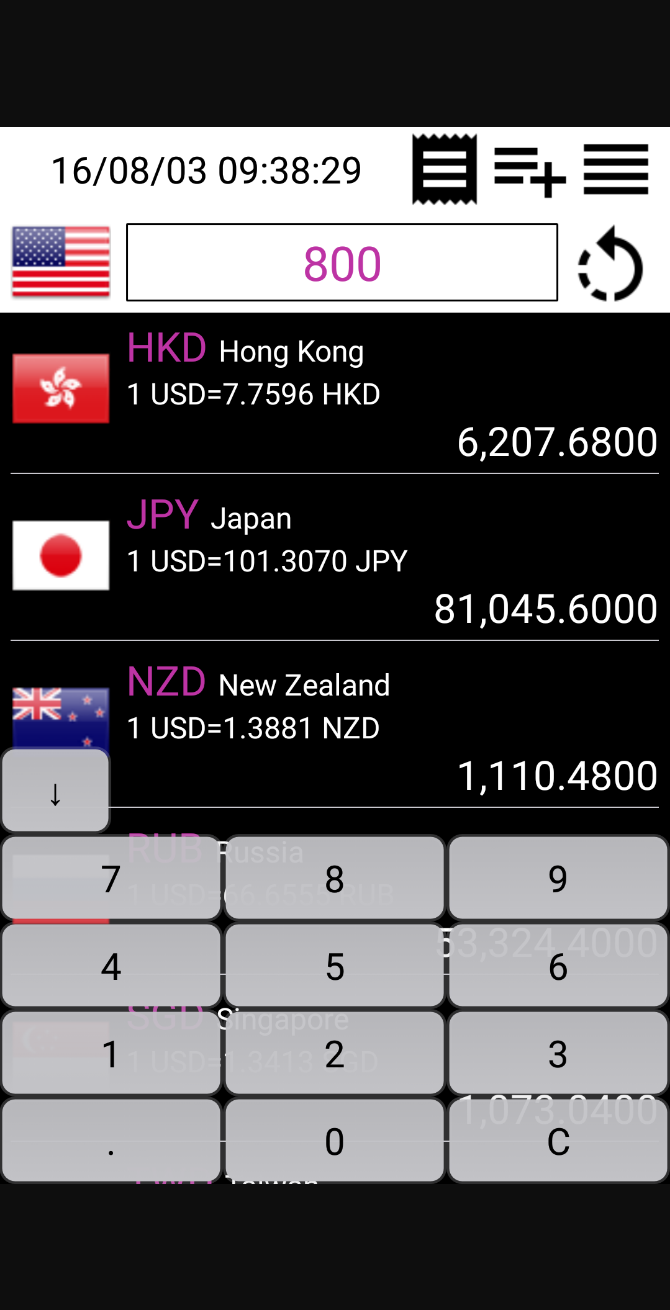 16/08/03 09:38:29
800
HKD Hong Kong
1 USD=7.7596 HKD
6,207.6800
JPY Japan
1 USD=101.3070 JPY
81,045.6000
NZD New Zealand
1 USD=1.3881 NZD
1,110.4800
↓
RUB Russia
1 USD=66.6555 RUB
7 8 9
53,324.4000
4 5 6
SGD Singapore
1 USD=1.3413 SGD
1 2 3
1,073.0400
. 0 C
Taiwan